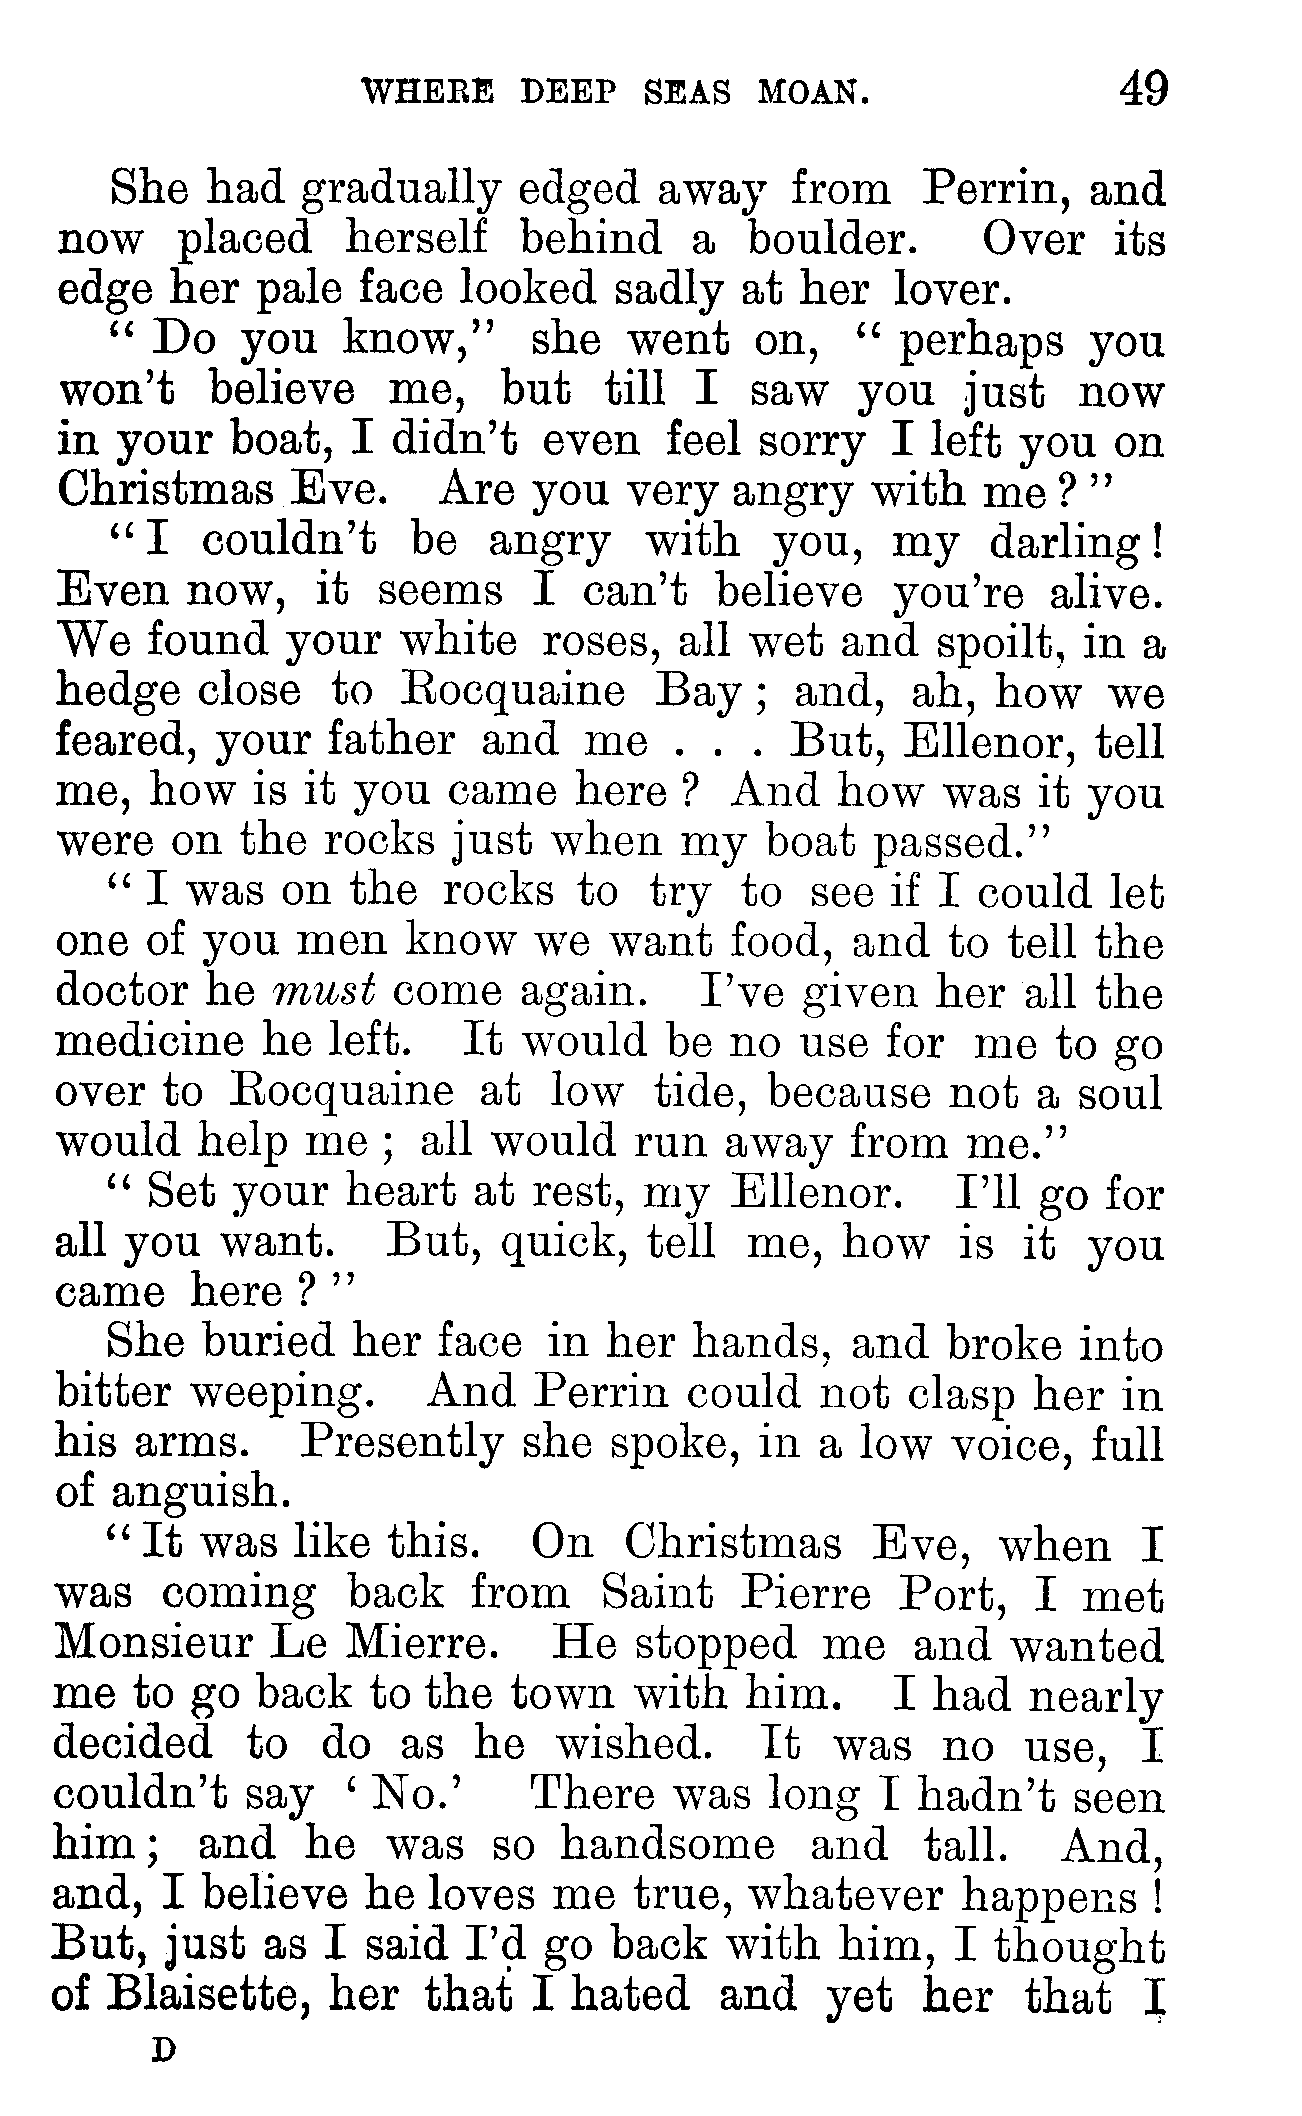 WHERE DEEP SEAS MOAN. 49
She had gradually edged away from Perrin, and
now placed herself behind a boulder. Over its
edge her pale face looked sadly at her lover.
“ Do you know,” she went on, “ perhaps you
won’t believe me, but till I saw you just now
in your boat, I didn’t even feel sorry I left you on
Christmas Eve. Are you very angry with me ? ”
“ I couldn’t be angry with you, my darling !
Even now, it seems I can’t believe you’re alive.
We found your white roses, all wet and spoilt, in a
hedge close to Rocquaine Bay ; and, ah, how we
feared, your father and me . . . But, Ellenor, tell
me, how is it you came here ? And how was it you
were on the rocks just when my boat passed.”
“ I was on the rocks to try to see if I could let
one of you men know we want food, and to tell the
doctor he must come again. I’ve given her all the
medicine he left. It would be no use for me to go
over to Rocquaine at low tide, because not a soul
would help me ; all would run away from me.”
“ Set your heart at rest, my Ellenor. I’ll go for
all you want. But, quick, tell me, how is it you
came here ? ”
She buried her face in her hands, and broke into
bitter weeping. And Perrin could not clasp her in
his arms. Presently she spoke, in a low voice, full
of anguish.
“ It was like this. On Christmas Eve, when I
was coming back from Saint Pierre Port, I met
Monsieur Le Mierre. He stopped me and wanted
me to go back to the town with him. I had nearly
decided to do as he wished. It was no use, I
couldn’t say ‘ No.’ There was long I hadn’t seen
him ; and he was so handsome and tall. And,
and, I believe he loves me true, whatever happens !
But, just as I said I’d go back with him, I thought
of Blaisette, her that I hated and yet her that I
D